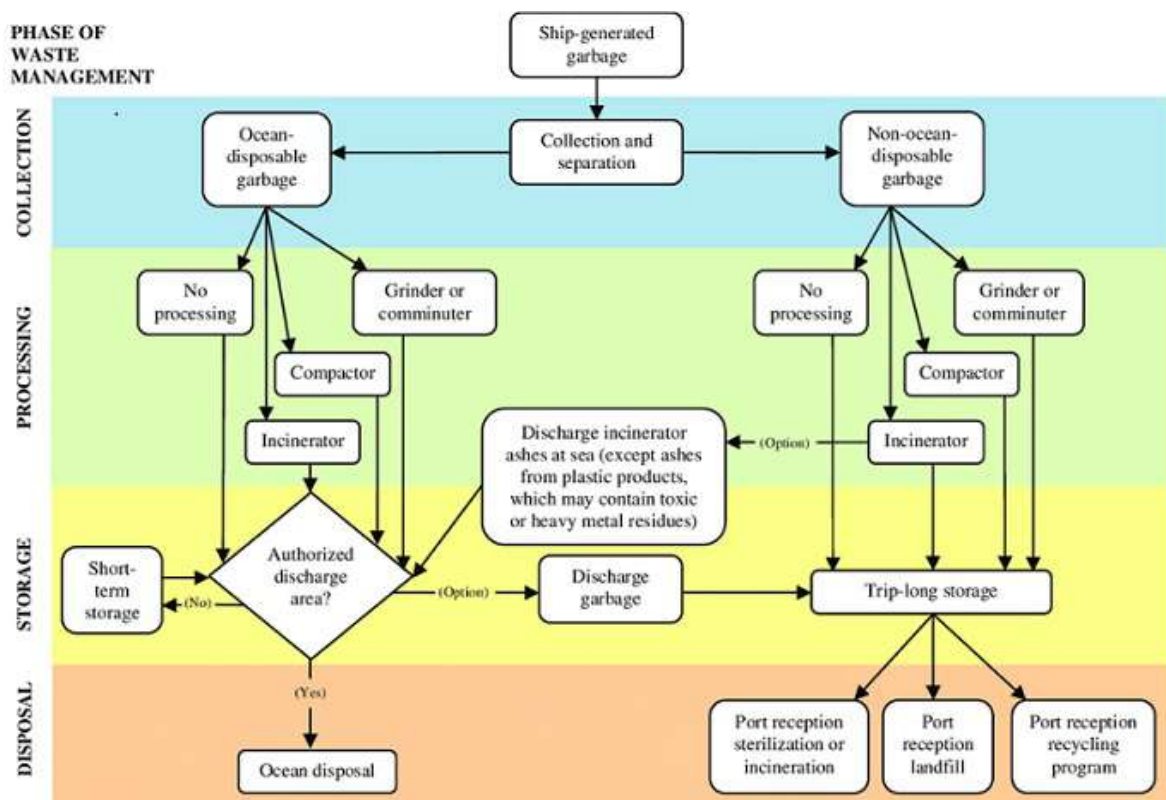 PHASE OF
WASTE
MANAGEMENT
Ship-generated
garbage
COLLECTION
Ocean-
disposable
garbage
Collection and
separation
Non-ocean-
disposable
garbage
PROCESSING
No
processing
Grinder or
comminuter
Compactor
Incinerator
No
processing
Grinder or
comminuter
Compactor
Incinerator
(Option)
Discharge incinerator
ashes at sea (except ashes
from plastic products,
which may contain toxic
or heavy metal residues)
STORAGE
Short-
term
storage
(No)
Authorized
discharge
area?
(Option)
Discharge
garbage
Trip-long storage
DISPOSAL
(Yes)
Ocean disposal
Port reception
sterilization or
incineration
Port
reception
landfill
Port reception
recycling
program